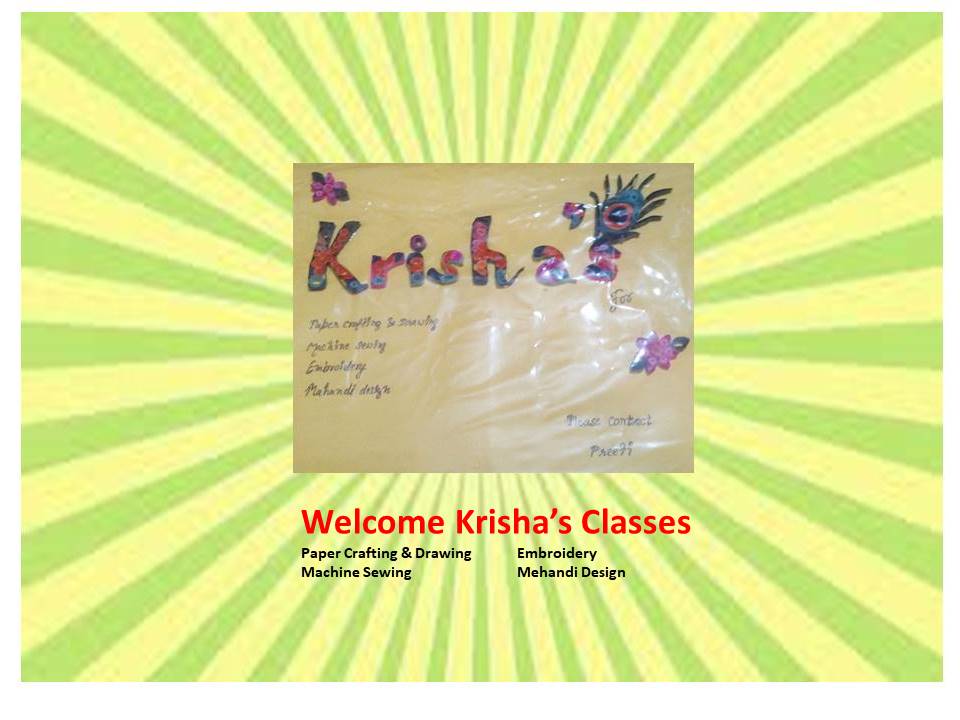 Krisha's
for
Paper crafting & Drawing
Machine sewing
Embroidery
Mahandi design
Please contact
Preeti
Welcome Krisha’s Classes
Paper Crafting & Drawing Embroidery
Machine Sewing Mehandi Design